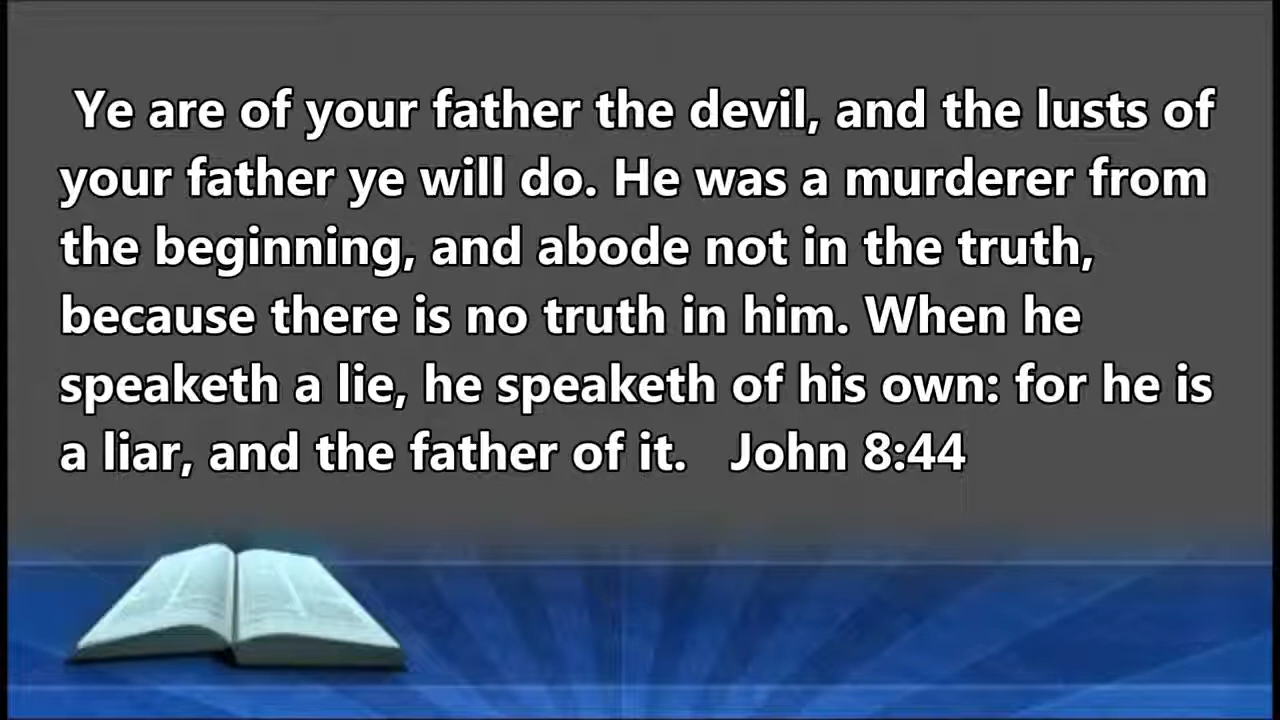 Ye are of your father the devil, and the lusts of
your father ye will do. He was a murderer from
the beginning, and abode not in the truth,
because there is no truth in him. When he
speaketh a lie, he speaketh of his own: for he is
a liar, and the father of it. John 8:44